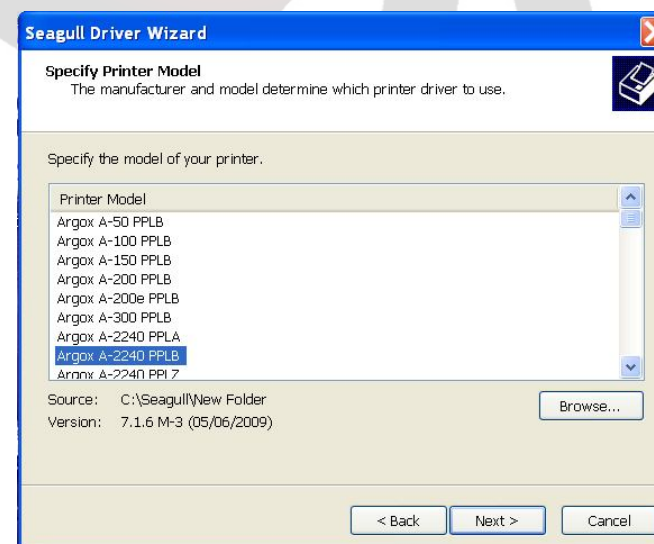 Seagull Driver Wizard
Specify Printer Model
The manufacturer and model determine which printer driver to use.
Specify the model of your printer.
Printer Model
Argox A-50 PPLB
Argox A-100 PPLB
Argox A-150 PPLB
Argox A-200 PPLB
Argox A-200e PPLB
Argox A-300 PPLB
Argox A-2240 PPLA
Argox A-2240 PPLB
Argox A-2240 PPLZ
Source: C:\Seagull\New Folder
Browse...
Version: 7.1.6 M-3 (05/06/2009)
< Back Next > Cancel